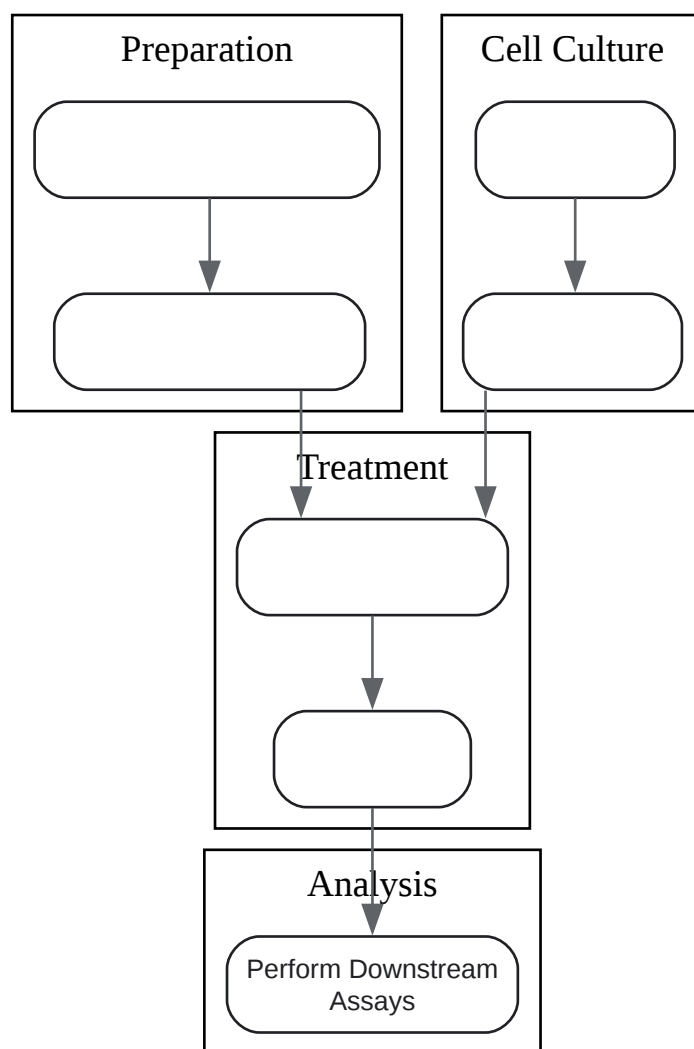 Preparation
Cell Culture
Treatment
Analysis
Perform Downstream
Assays